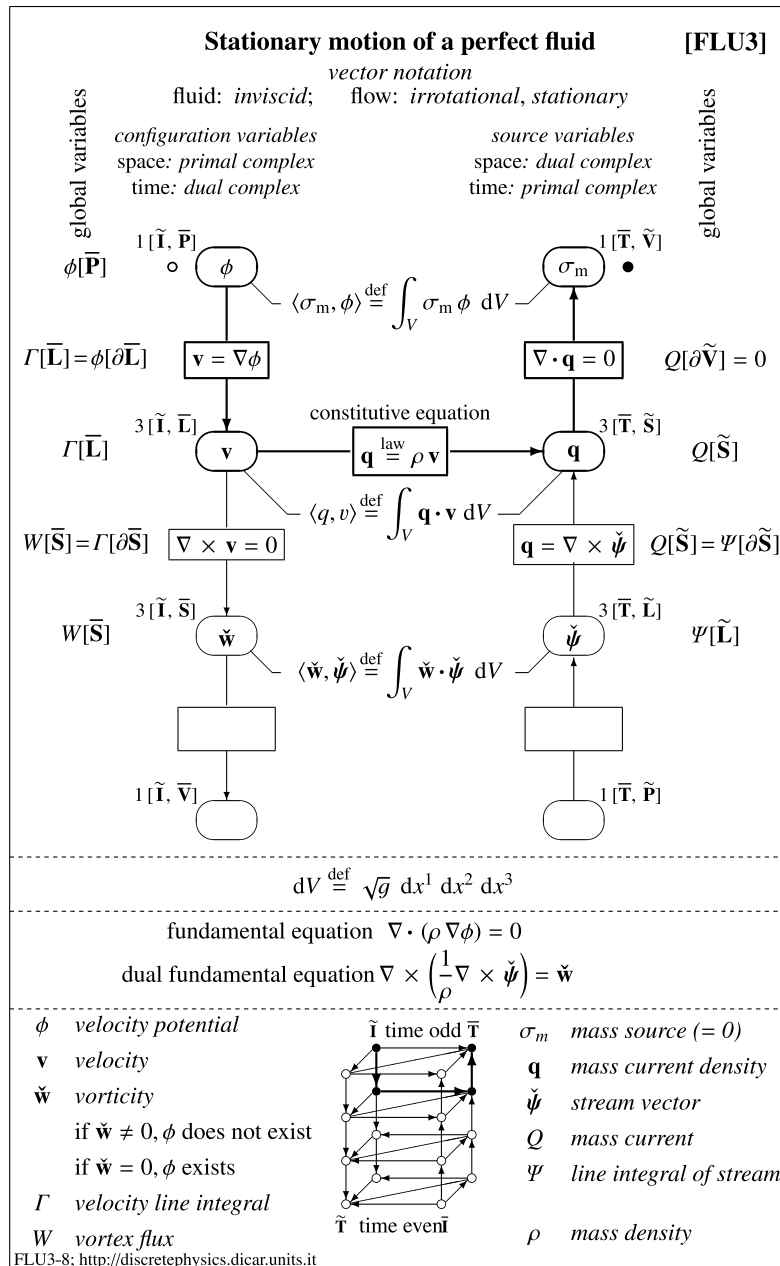 Stationary motion of a perfect fluid [FLU3]
vector notation
fluid: inviscid; flow: irrotational, stationary
global variables
configuration variables
space: primal complex
time: dual complex
source variables
space: dual complex
time: primal complex
global variables
1 [Ĩ, P̅] 1 [T̅, Ṽ]
ϕ[P̅] ϕ σₘ
⟨σₘ, ϕ⟩ def= ∫_V σₘ ϕ dV
Γ[L̅] = ϕ[∂L̅] v = ∇ϕ ∇ · q = 0 Q[∂Ṽ] = 0
3 [Ĩ, L̅] constitutive equation 3 [T̅, S̃]
Γ[L̅] v q law= ρ v q Q[S̃]
⟨q, v⟩ def= ∫_V q · v dV
W[S̅] = Γ[∂S̅] ∇ × v = 0 q = ∇ × ψ̌ Q[S̃] = Ψ[∂S̃]
3 [Ĩ, S̅] 3 [T̅, L̃]
W[S̅] w̌ ψ̌ Ψ[L̃]
⟨w̌, ψ̌⟩ def= ∫_V w̌ · ψ̌ dV
1 [Ĩ, V̅] 1 [T̅, P̃]
dV def= √g dx¹ dx² dx³
fundamental equation ∇ · (ρ ∇ϕ) = 0
dual fundamental equation ∇ × (1/ρ ∇ × ψ̌) = w̌
ϕ velocity potential
v velocity
w̌ vorticity
if w̌ ≠ 0, ϕ does not exist
if w̌ = 0, ϕ exists
Γ velocity line integral
W vortex flux
Ĩ time odd T̅
T̃ time even I̅
σₘ mass source (= 0)
q mass current density
ψ̌ stream vector
Q mass current
Ψ line integral of stream
ρ mass density
FLU3-8; http://discretephysics.dicar.units.it